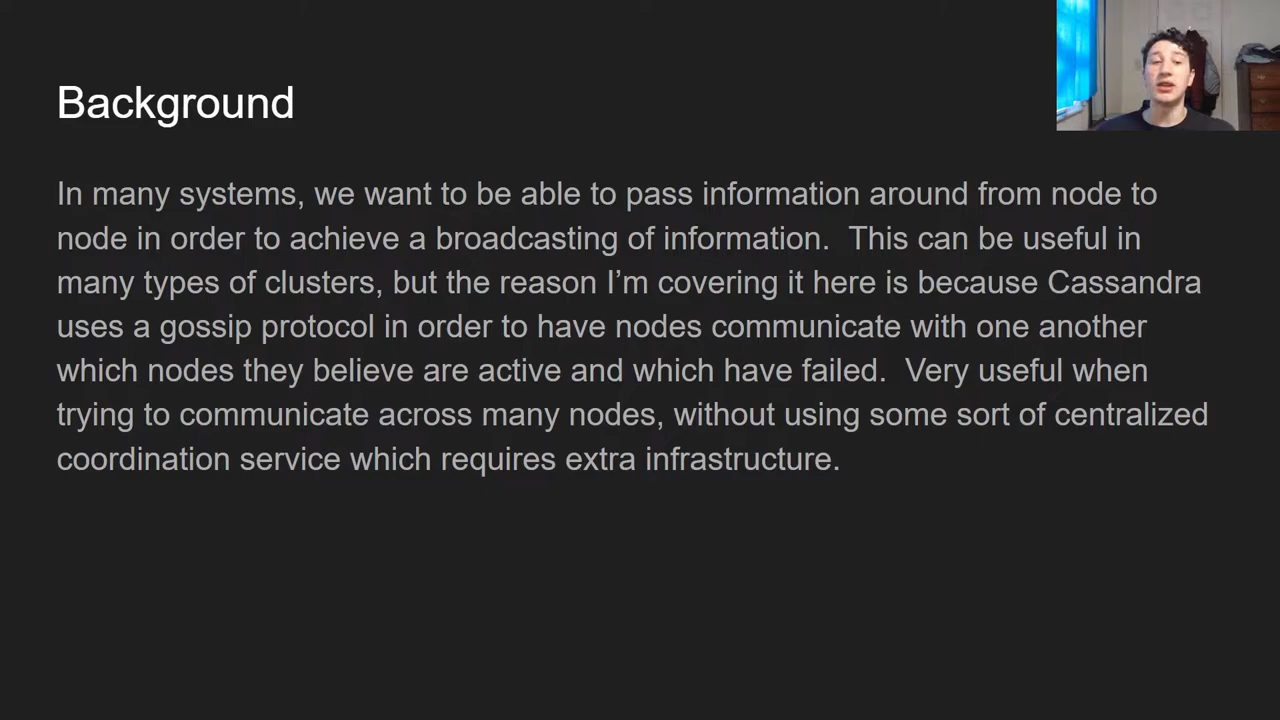 Background
In many systems, we want to be able to pass information around from node to
node in order to achieve a broadcasting of information.  This can be useful in
many types of clusters, but the reason I’m covering it here is because Cassandra
uses a gossip protocol in order to have nodes communicate with one another
which nodes they believe are active and which have failed.  Very useful when
trying to communicate across many nodes, without using some sort of centralized
coordination service which requires extra infrastructure.